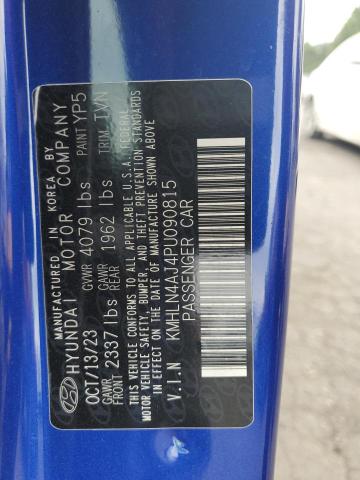 MANUFACTURED IN KOREA BY
HYUNDAI MOTOR COMPANY
OCT/13/23 GVWR 4079 lbs PAINT YP5
GAWR FRONT 2337 lbs GAWR REAR 1962 lbs TRIM TVN
THIS VEHICLE CONFORMS TO ALL APPLICABLE U.S.A. FEDERAL
MOTOR VEHICLE SAFETY, BUMPER, AND THEFT PREVENTION STANDARDS
IN EFFECT ON THE DATE OF MANUFACTURE SHOWN ABOVE
V.I.N KMHLN4AJ4PU090815
PASSENGER CAR